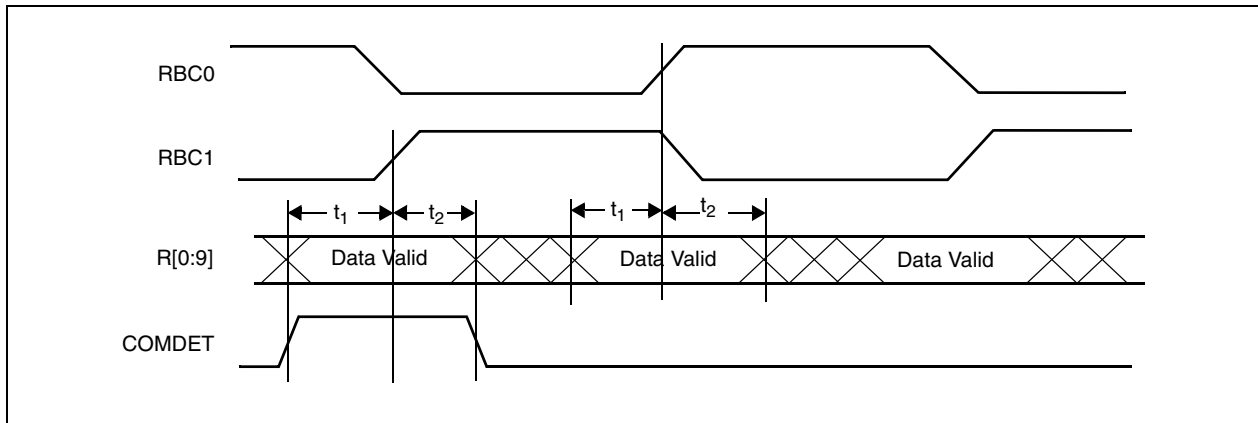 RBC0
RBC1
t1 t2 t1 t2
R[0:9] Data Valid Data Valid Data Valid
COMDET